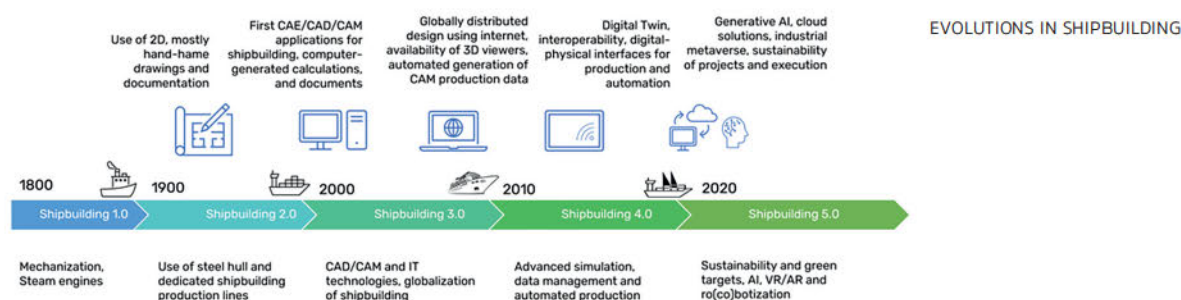 EVOLUTIONS IN SHIPBUILDING
Use of 2D, mostly
hand-hame
drawings and
documentation
First CAE/CAD/CAM
applications for
shipbuilding, computer-
generated calculations,
and documents
Globally distributed
design using internet,
availability of 3D viewers,
automated generation of
CAM production data
Digital Twin,
interoperability, digital-
physical interfaces for
production and
automation
Generative AI, cloud
solutions, industrial
metaverse, sustainability
of projects and execution
1800
1900
2000
2010
2020
Shipbuilding 1.0
Shipbuilding 2.0
Shipbuilding 3.0
Shipbuilding 4.0
Shipbuilding 5.0
Mechanization,
Steam engines
Use of steel hull and
dedicated shipbuilding
production lines
CAD/CAM and IT
technologies, globalization
of shipbuilding
Advanced simulation,
data management and
automated production
Sustainability and green
targets, AI, VR/AR and
ro[co]botization